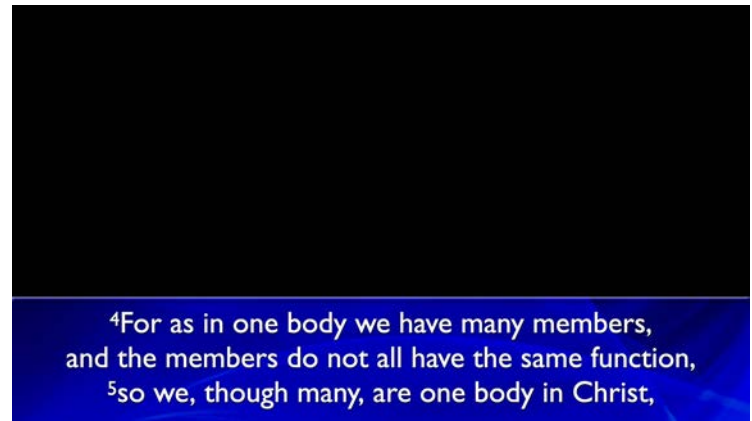 ⁴For as in one body we have many members,
and the members do not all have the same function,
⁵so we, though many, are one body in Christ,